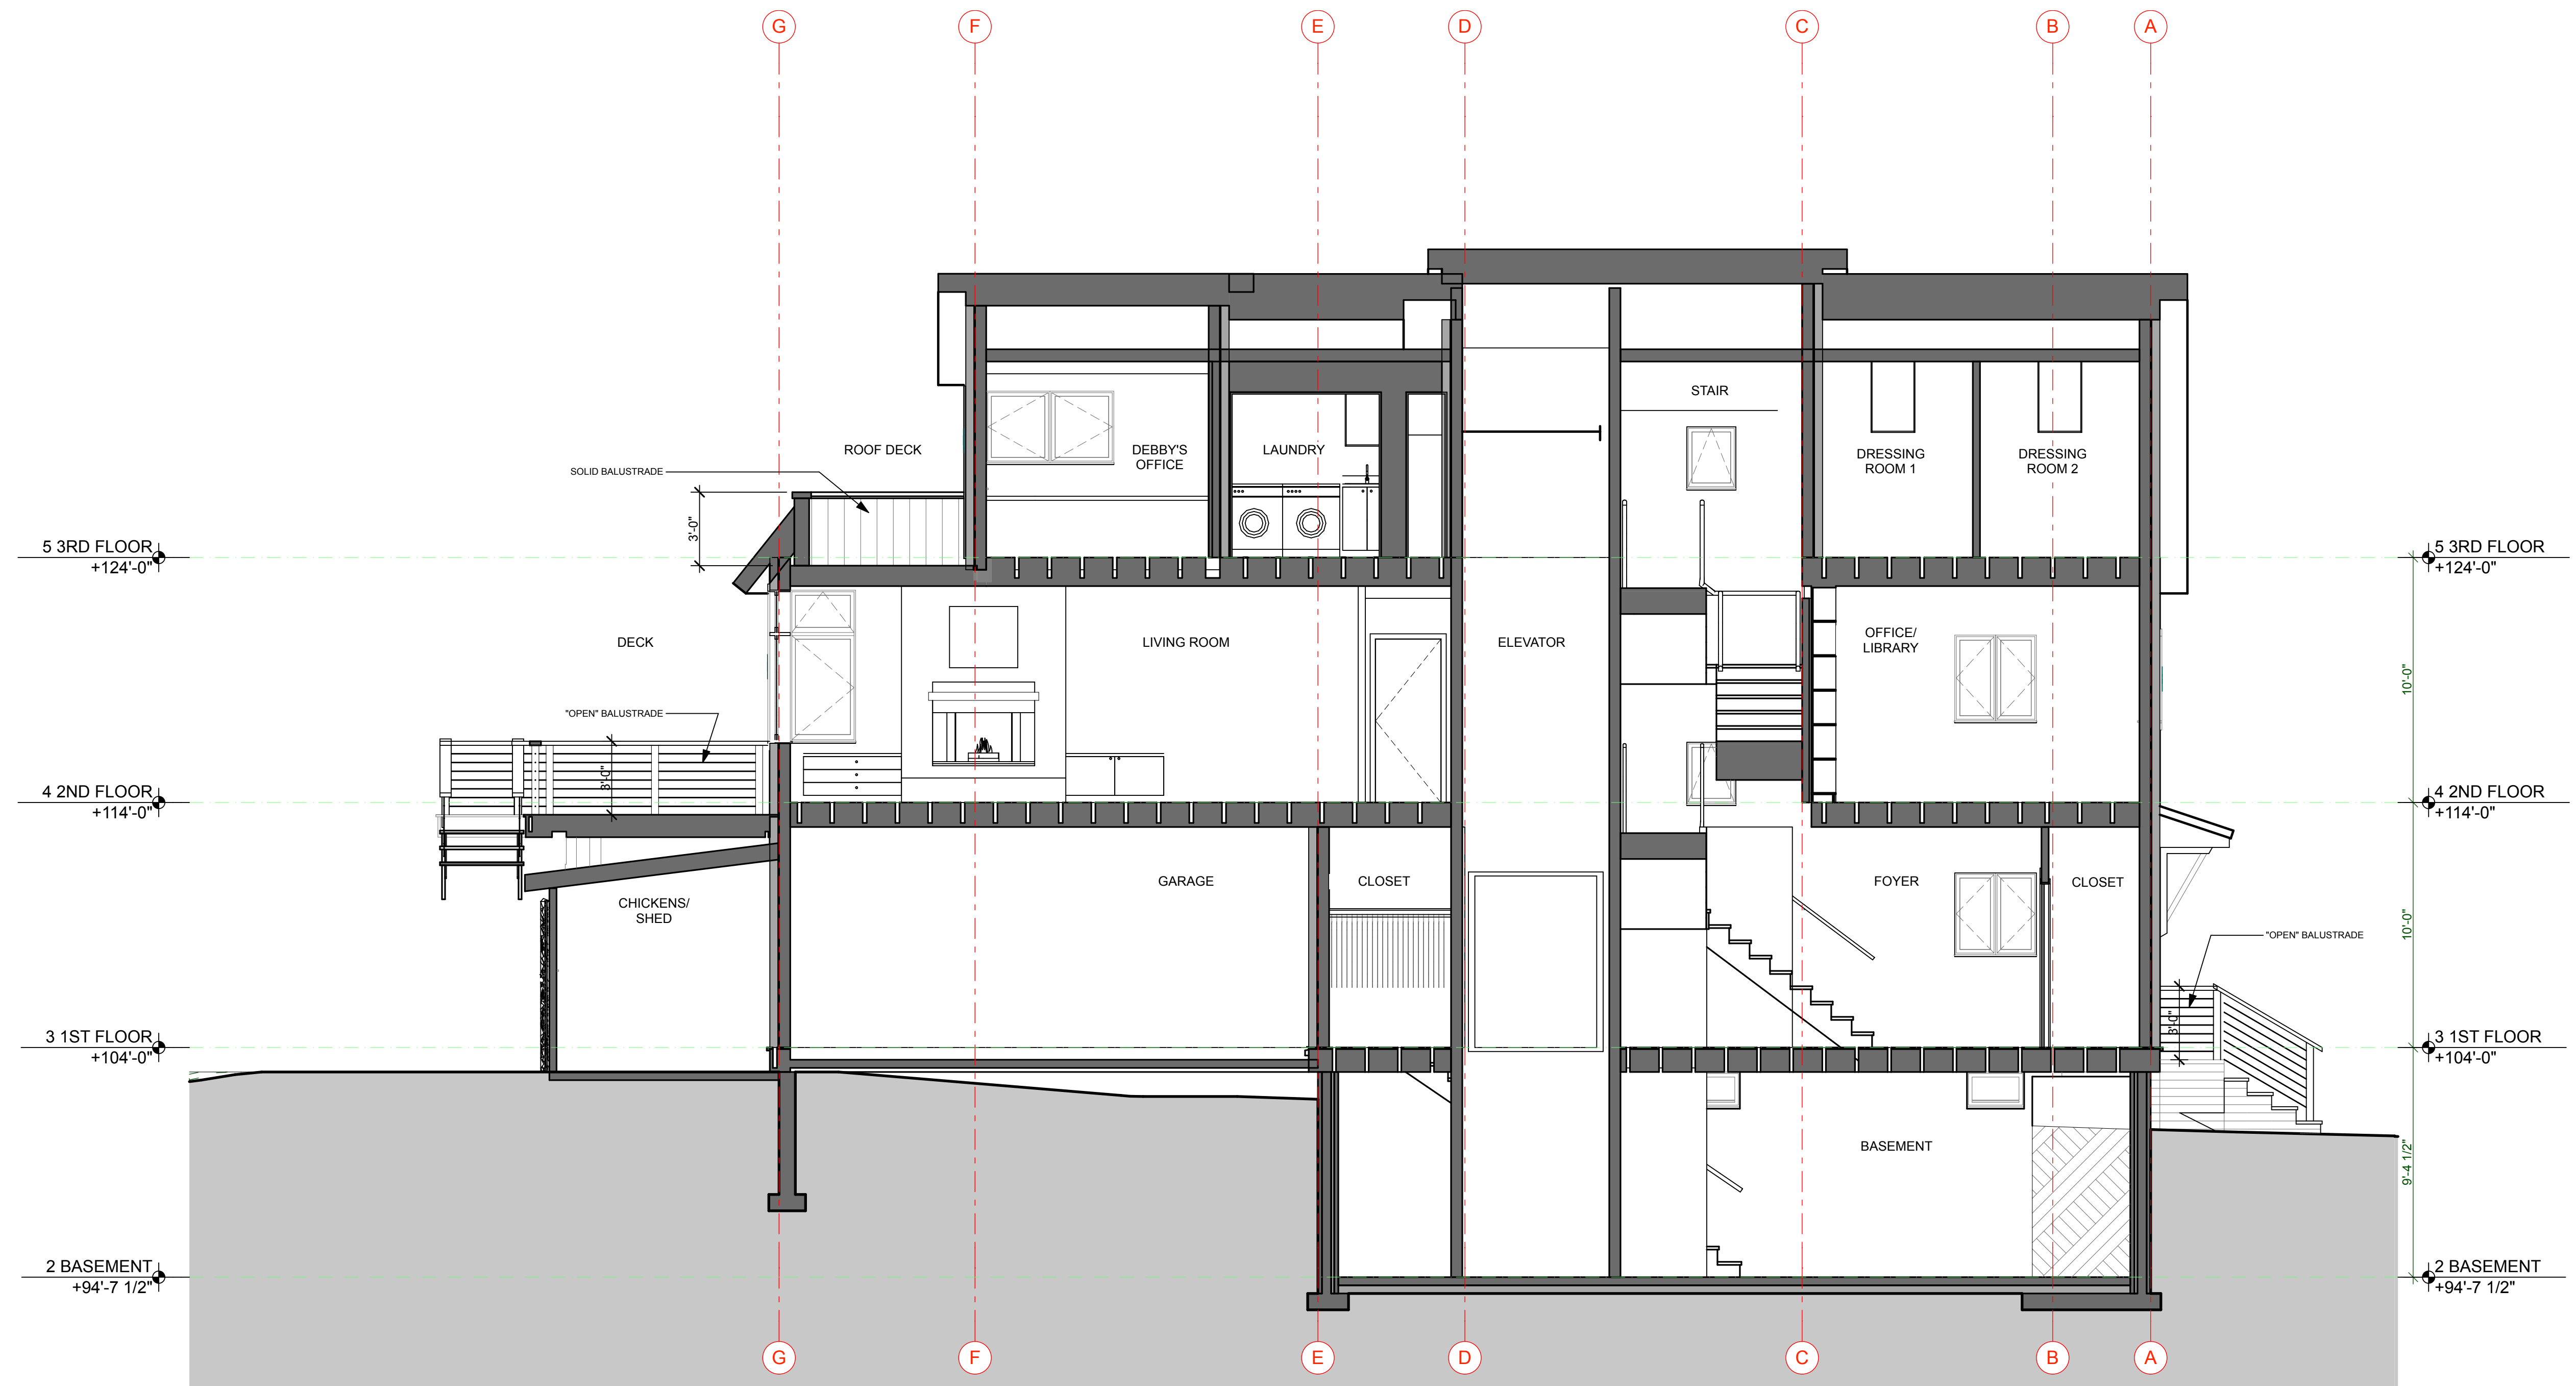 G
F
E
D
C
B
A
STAIR
ROOF DECK
DEBBY'S
OFFICE
LAUNDRY
DRESSING
ROOM 1
DRESSING
ROOM 2
SOLID BALUSTRADE
3'-0"
5 3RD FLOOR
+124'-0"
5 3RD FLOOR
+124'-0"
DECK
LIVING ROOM
ELEVATOR
OFFICE/
LIBRARY
10'-0"
"OPEN" BALUSTRADE
3'-0"
4 2ND FLOOR
+114'-0"
4 2ND FLOOR
+114'-0"
CHICKENS/
SHED
GARAGE
CLOSET
FOYER
CLOSET
10'-0"
"OPEN" BALUSTRADE
3'-0"
3 1ST FLOOR
+104'-0"
3 1ST FLOOR
+104'-0"
BASEMENT
9'-4 1/2"
2 BASEMENT
+94'-7 1/2"
2 BASEMENT
+94'-7 1/2"
G
F
E
D
C
B
A